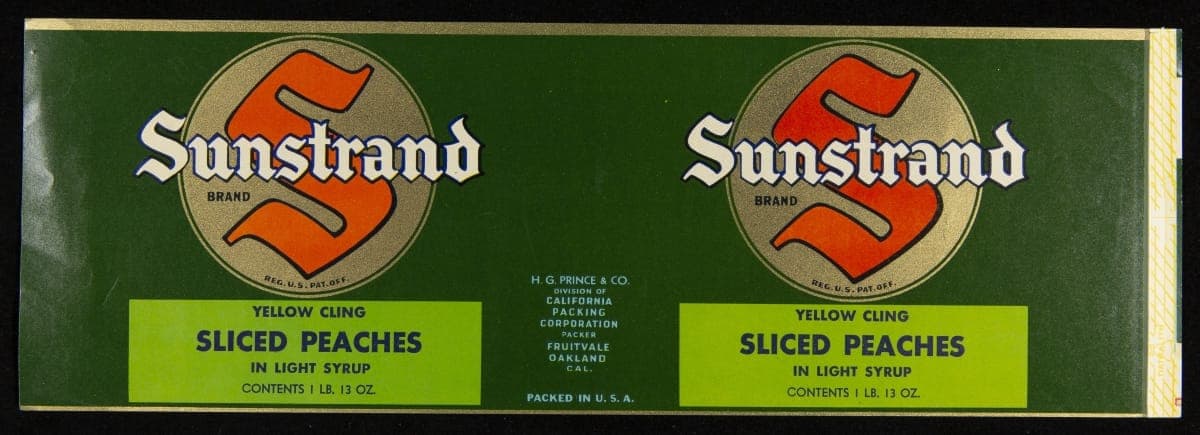 Sunstrand
BRAND
REG. U.S. PAT. OFF.
YELLOW CLING
SLICED PEACHES
IN LIGHT SYRUP
CONTENTS 1 LB. 13 OZ.
H. G. PRINCE & CO.
DIVISION OF
CALIFORNIA
PACKING
CORPORATION
PACKER
FRUITVALE
OAKLAND
CAL.
PACKED IN U. S. A.
S
Sunstrand
BRAND
REG. U.S. PAT. OFF.
YELLOW CLING
SLICED PEACHES
IN LIGHT SYRUP
CONTENTS 1 LB. 13 OZ.
S